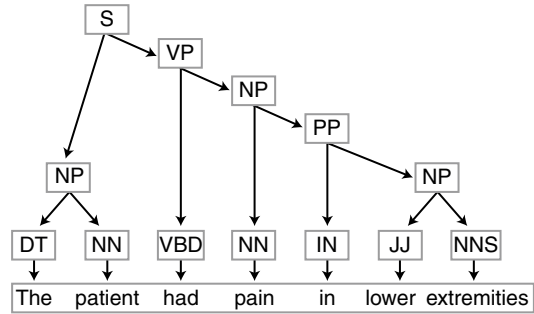 S
VP
NP
PP
NP NP
DT NN VBD NN IN JJ NNS
The patient had pain in lower extremities